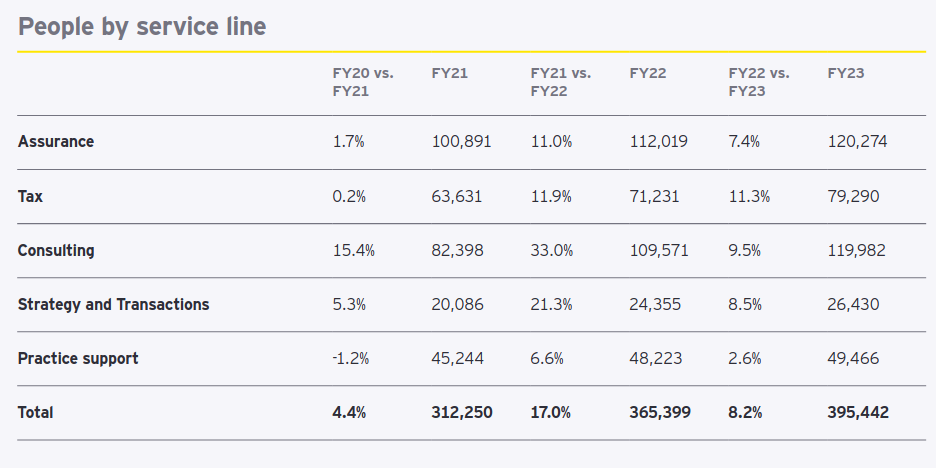 People by service line
FY20 vs. FY21 FY21 FY21 vs. FY22 FY22 FY22 vs. FY23 FY23
Assurance 1.7% 100,891 11.0% 112,019 7.4% 120,274
Tax 0.2% 63,631 11.9% 71,231 11.3% 79,290
Consulting 15.4% 82,398 33.0% 109,571 9.5% 119,982
Strategy and Transactions 5.3% 20,086 21.3% 24,355 8.5% 26,430
Practice support -1.2% 45,244 6.6% 48,223 2.6% 49,466
Total 4.4% 312,250 17.0% 365,399 8.2% 395,442